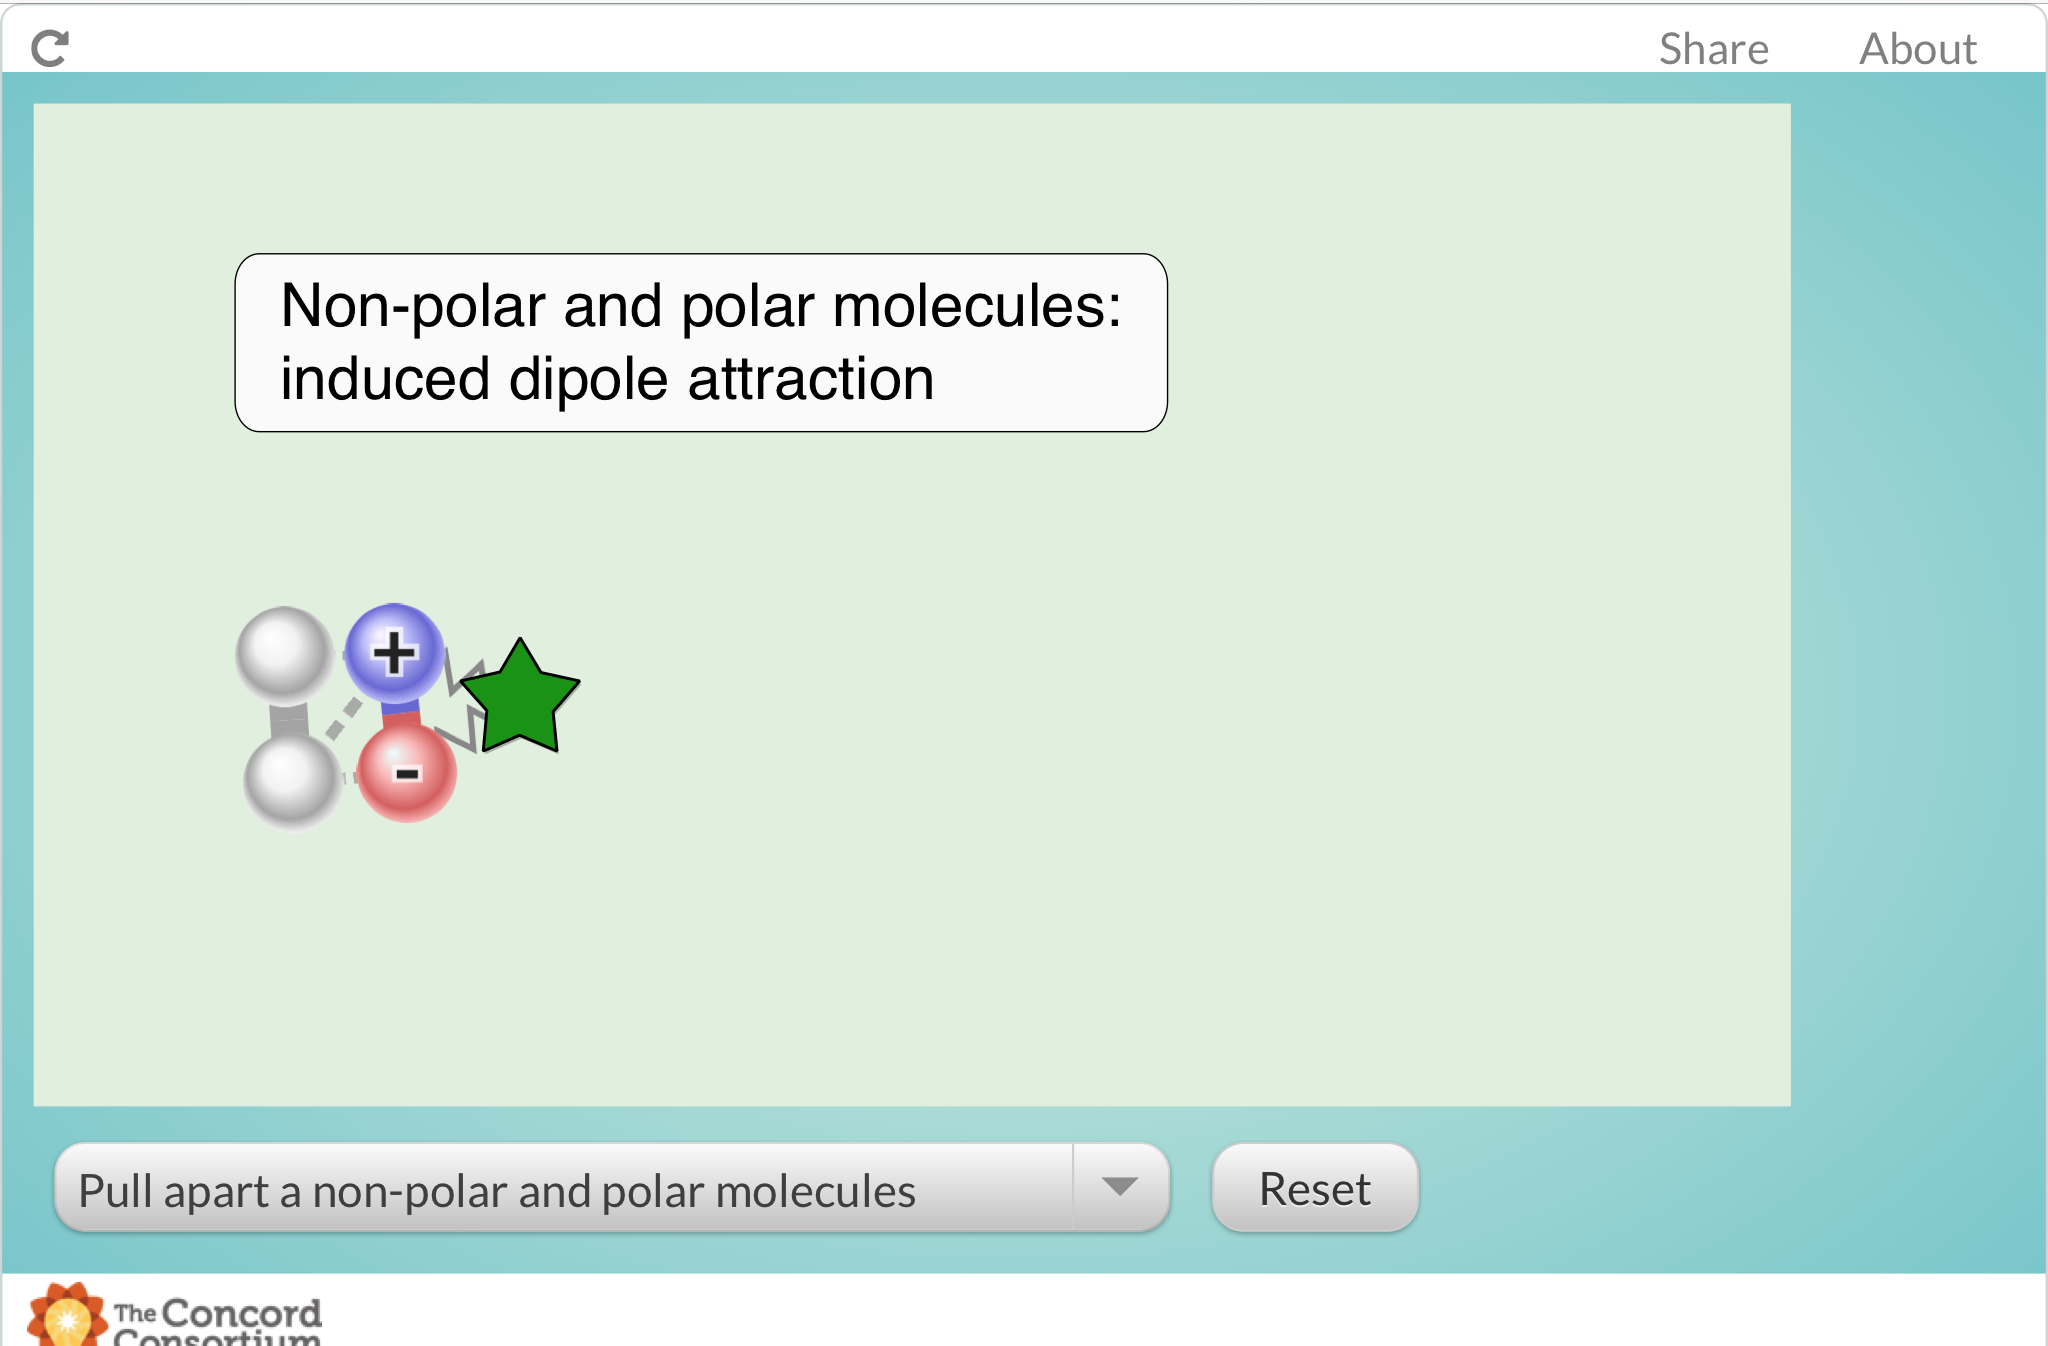 Share About
Non-polar and polar molecules:
induced dipole attraction
+
-
Pull apart a non-polar and polar molecules
Reset
The Concord
Consortium